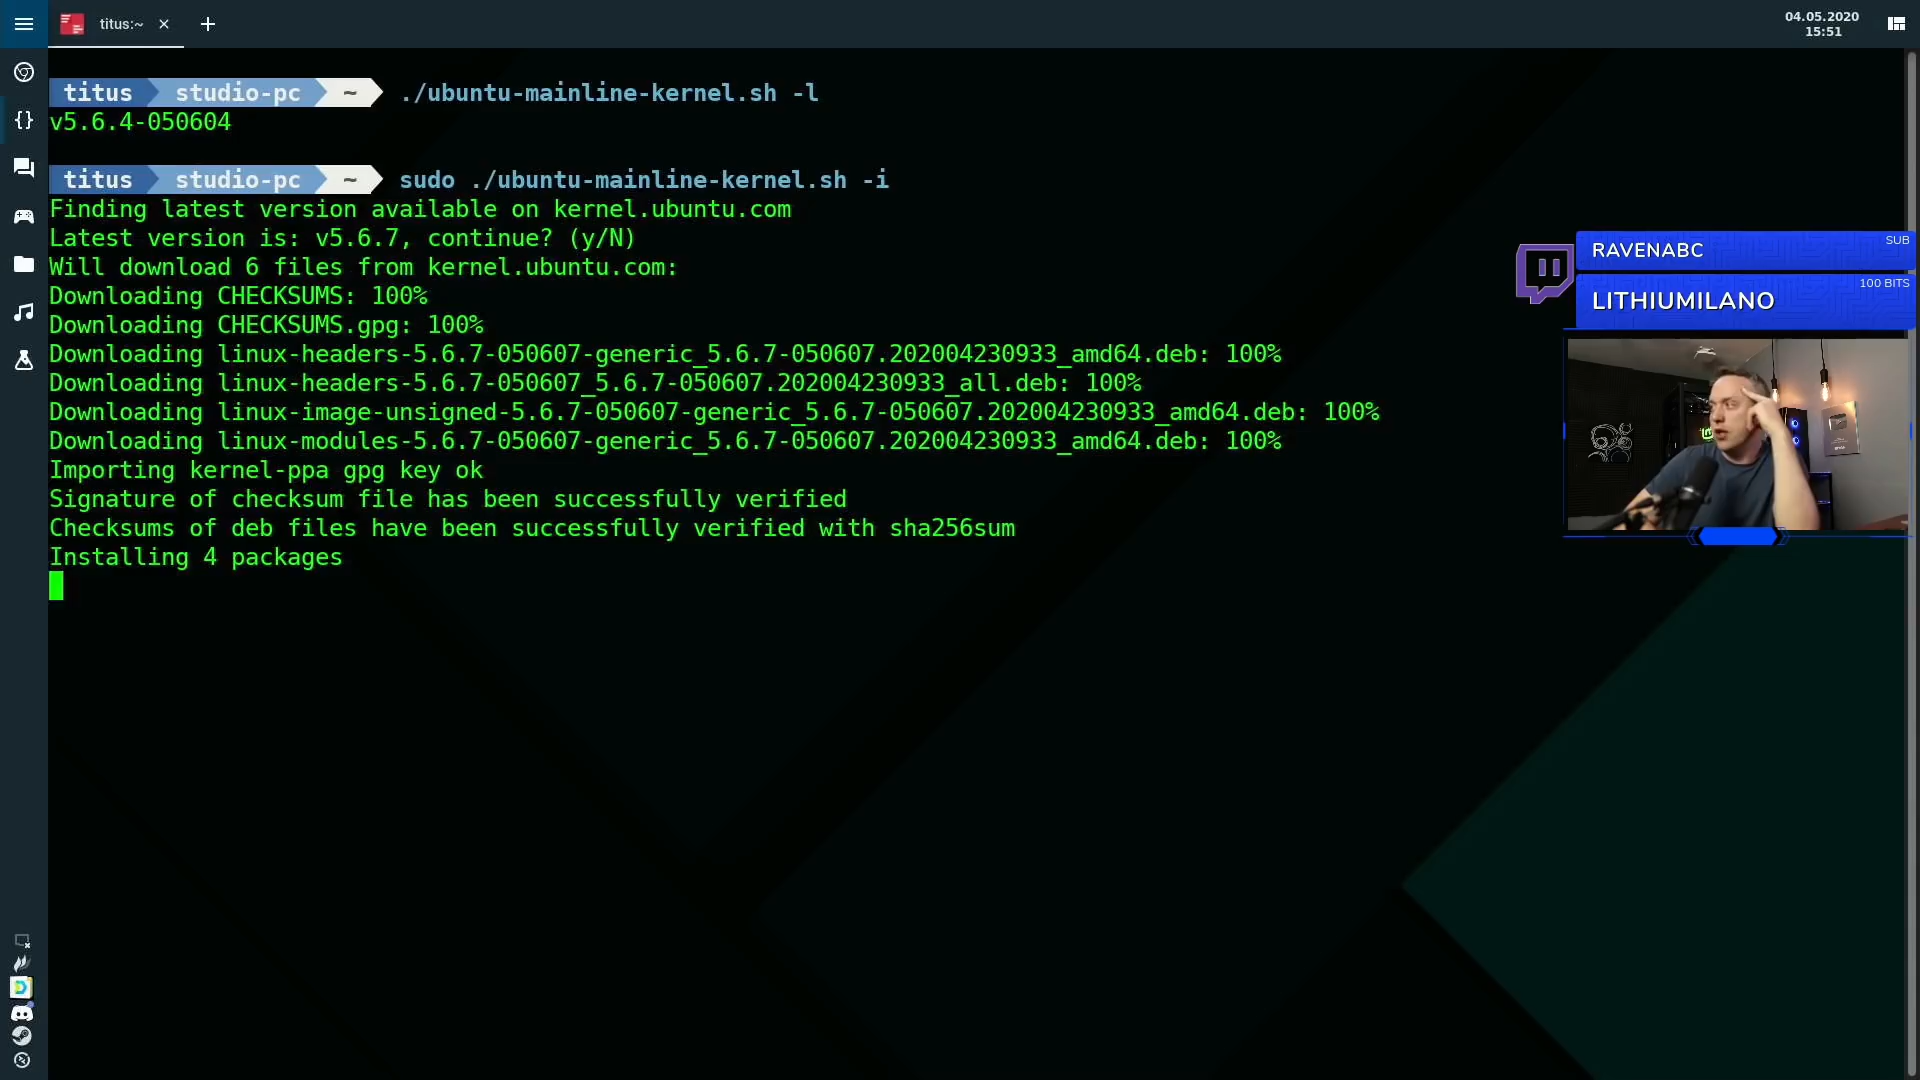 titus:~
04.05.2020
15:51
titus studio-pc ~ ./ubuntu-mainline-kernel.sh -l
v5.6.4-050604
titus studio-pc ~ sudo ./ubuntu-mainline-kernel.sh -i
Finding latest version available on kernel.ubuntu.com
Latest version is: v5.6.7, continue? (y/N)
Will download 6 files from kernel.ubuntu.com:
Downloading CHECKSUMS: 100%
Downloading CHECKSUMS.gpg: 100%
Downloading linux-headers-5.6.7-050607-generic_5.6.7-050607.202004230933_amd64.deb: 100%
Downloading linux-headers-5.6.7-050607_5.6.7-050607.202004230933_all.deb: 100%
Downloading linux-image-unsigned-5.6.7-050607-generic_5.6.7-050607.202004230933_amd64.deb: 100%
Downloading linux-modules-5.6.7-050607-generic_5.6.7-050607.202004230933_amd64.deb: 100%
Importing kernel-ppa gpg key ok
Signature of checksum file has been successfully verified
Checksums of deb files have been successfully verified with sha256sum
Installing 4 packages
RAVENABC SUB
LITHIUMILANO 100 BITS